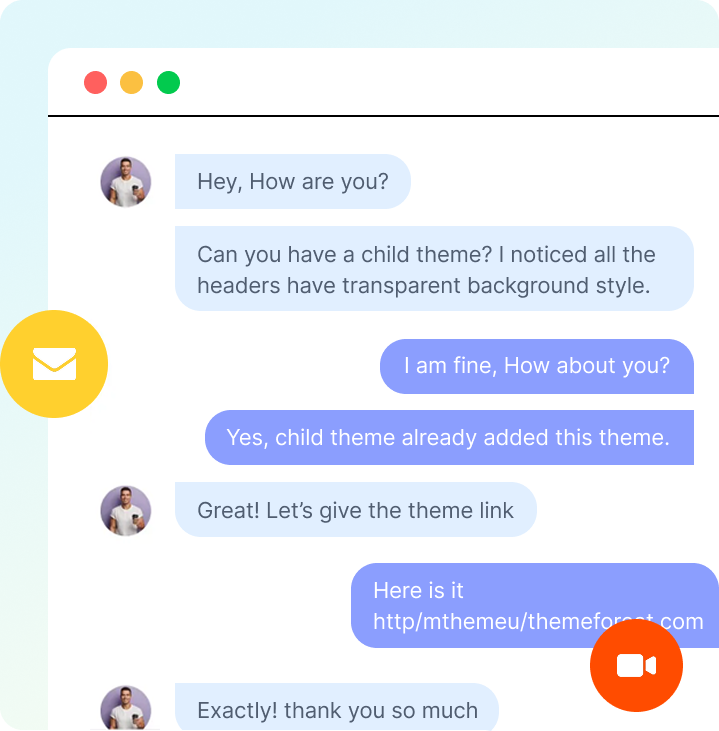 Hey, How are you?
Can you have a child theme? I noticed all the
headers have transparent background style.
I am fine, How about you?
Yes, child theme already added this theme.
Great! Let’s give the theme link
Here is it
http/mthemeu/themeforest.com
Exactly! thank you so much